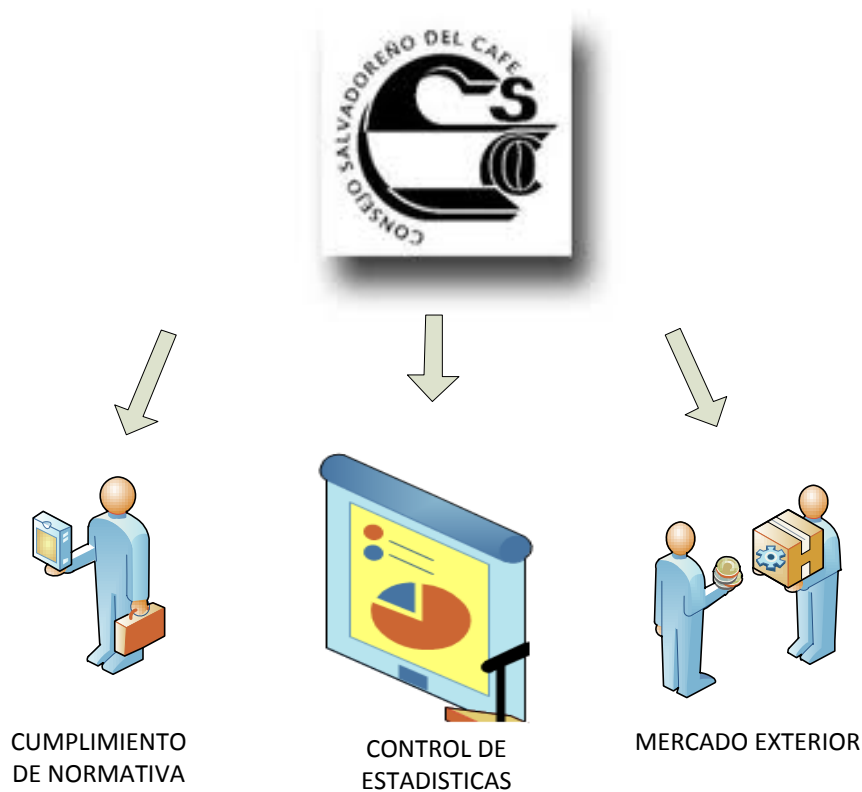 CONSEJO SALVADOREÑO DEL CAFE
CSC
CUMPLIMIENTO
DE NORMATIVA
CONTROL DE
ESTADISTICAS
MERCADO EXTERIOR